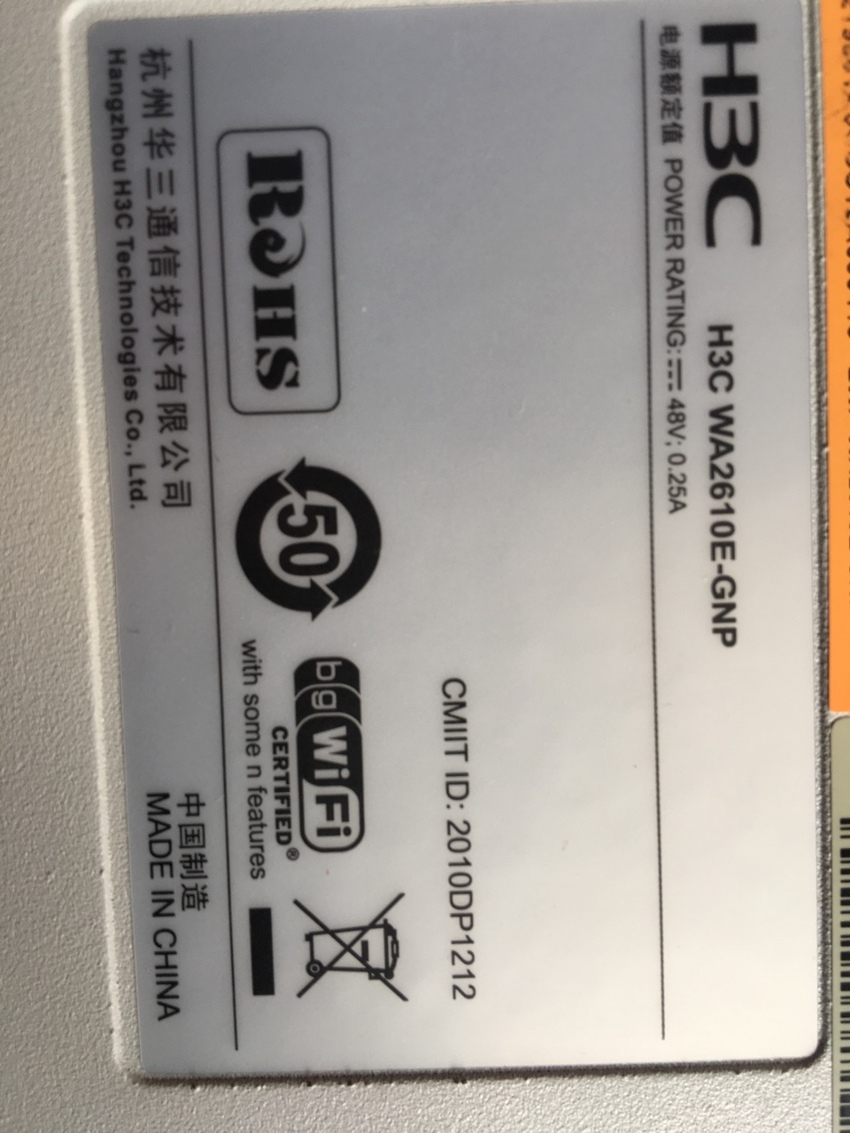 H3C
H3C WA2610E-GNP
电源额定值 POWER RATING: 48V; 0.25A
CMIIT ID: 2010DP1212
RoHS
50
bg WiFi
CERTIFIED®
with some n features
杭州华三通信技术有限公司
Hangzhou H3C Technologies Co., Ltd.
中国制造
MADE IN CHINA